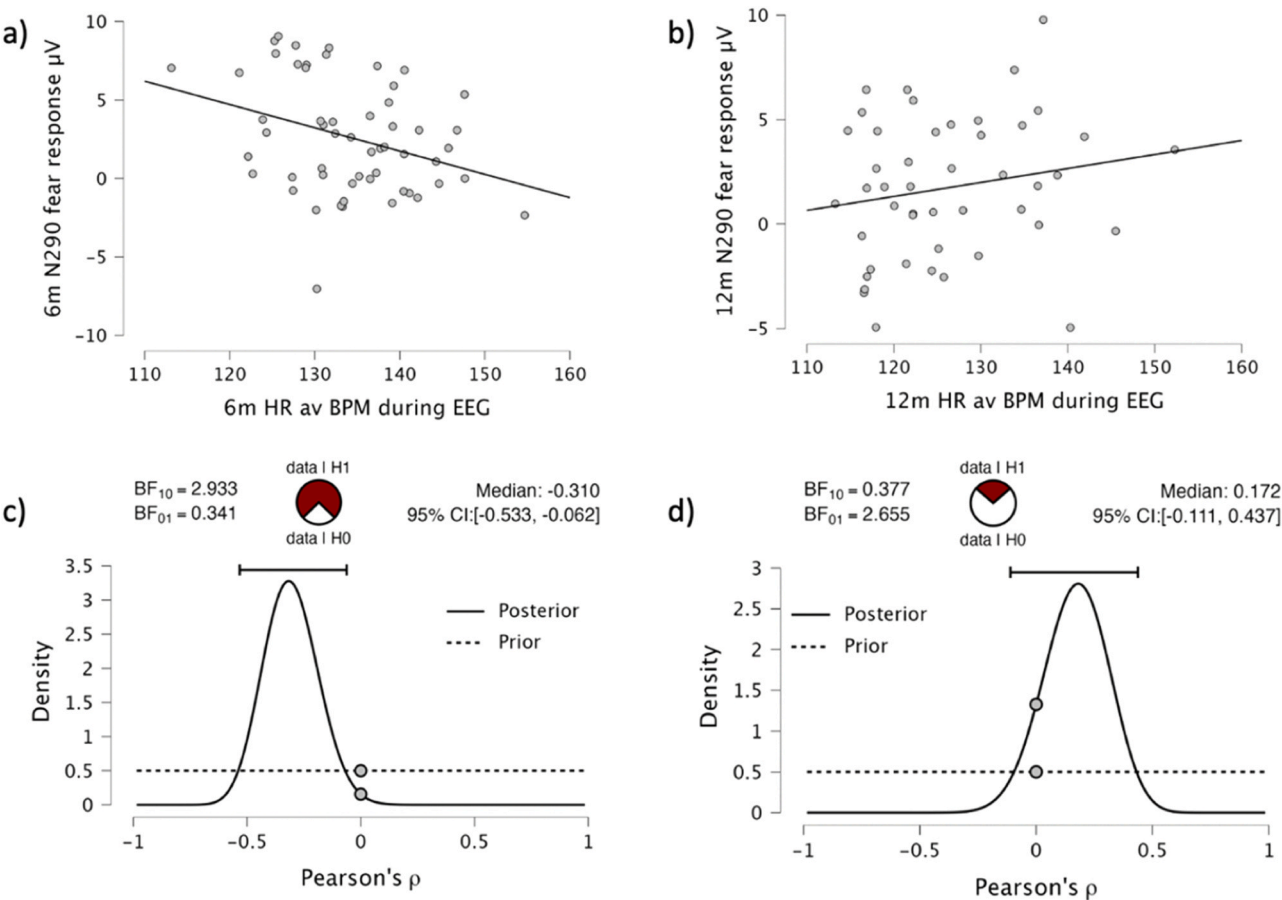 a)
6m N290 fear response µV
10
5
0
−5
−10
110 120 130 140 150 160
6m HR av BPM during EEG
b)
12m N290 fear response µV
10
5
0
−5
110 120 130 140 150 160
12m HR av BPM during EEG
c)
BF10 = 2.933
BF01 = 0.341
data | H1
data | H0
Median: -0.310
95% CI:[-0.533, -0.062]
Density
3.5
3
2.5
2
1.5
1
0.5
0
Posterior
Prior
−1 −0.5 0 0.5 1
Pearson's ρ
d)
BF10 = 0.377
BF01 = 2.655
data | H1
data | H0
Median: 0.172
95% CI:[-0.111, 0.437]
Density
3
2.5
2
1.5
1
0.5
0
Posterior
Prior
−1 −0.5 0 0.5 1
Pearson's ρ